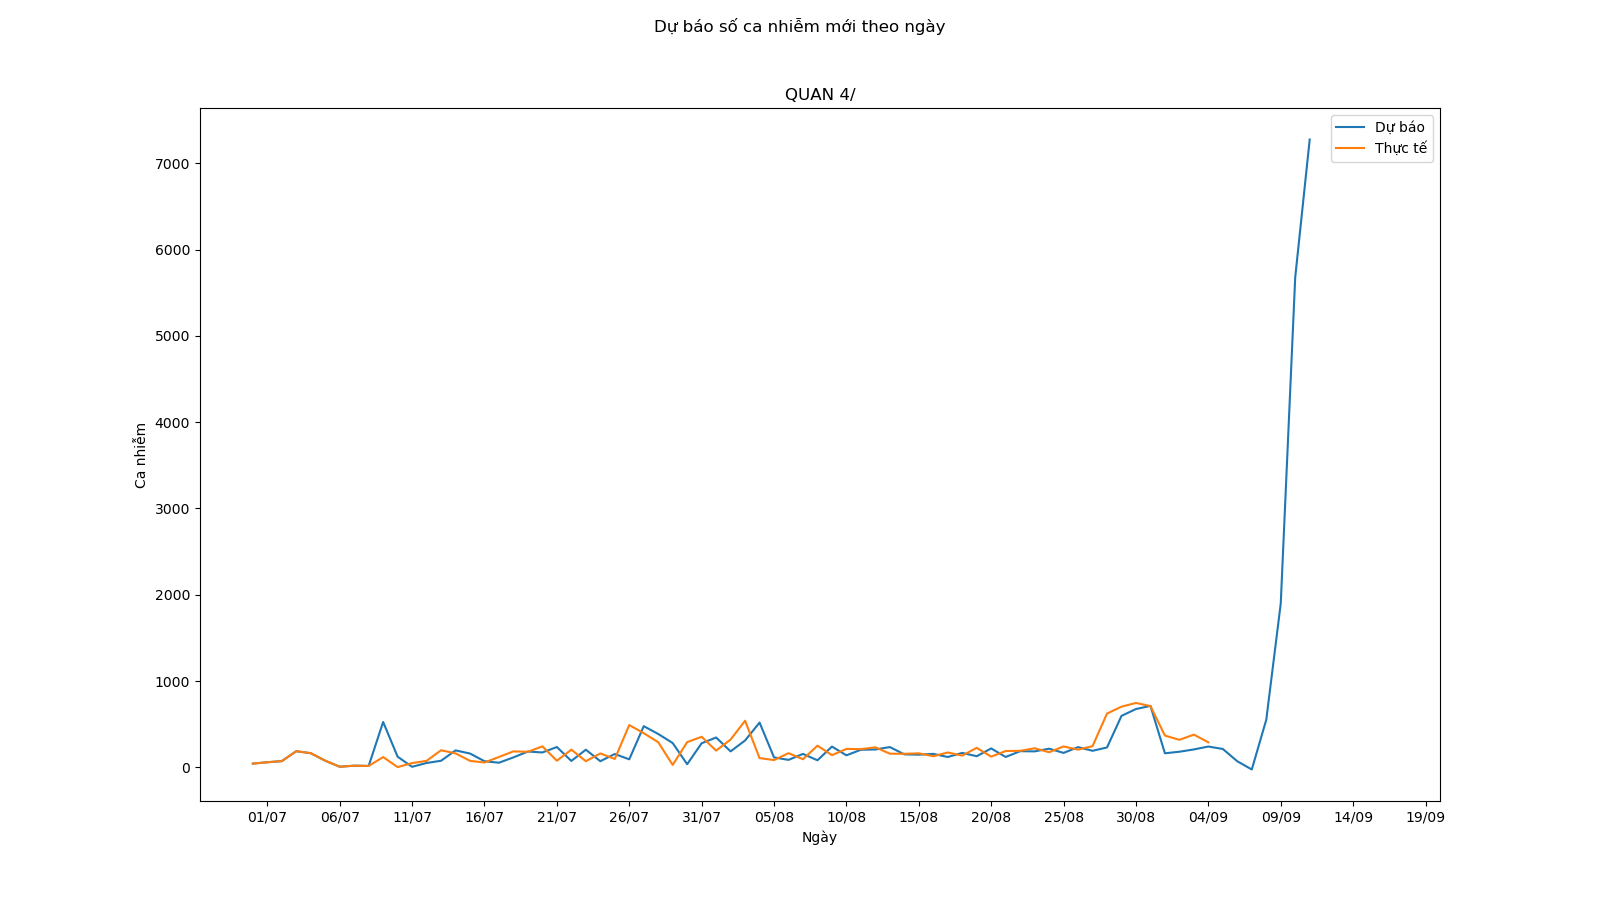 Dự báo số ca nhiễm mới theo ngày
QUAN 4/
Dự báo
Thực tế
7000
6000
5000
4000
3000
2000
1000
0
Ca nhiễm
01/07 06/07 11/07 16/07 21/07 26/07 31/07 05/08 10/08 15/08 20/08 25/08 30/08 04/09 09/09 14/09 19/09
Ngày